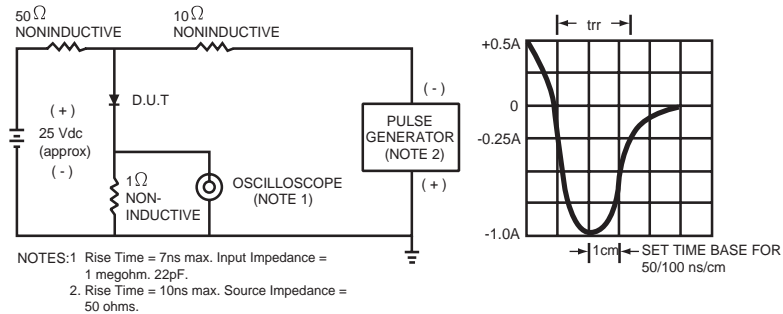 50Ω
NONINDUCTIVE
10Ω
NONINDUCTIVE
D.U.T
(+)
25 Vdc
(approx)
(-)
1Ω
NON-
INDUCTIVE
OSCILLOSCOPE
(NOTE 1)
(-)
PULSE
GENERATOR
(NOTE 2)
(+)
NOTES:1 Rise Time = 7ns max. Input Impedance =
1 megohm. 22pF.
2. Rise Time = 10ns max. Source Impedance =
50 ohms.
trr
+0.5A
0
-0.25A
-1.0A
1cm
SET TIME BASE FOR
50/100 ns/cm